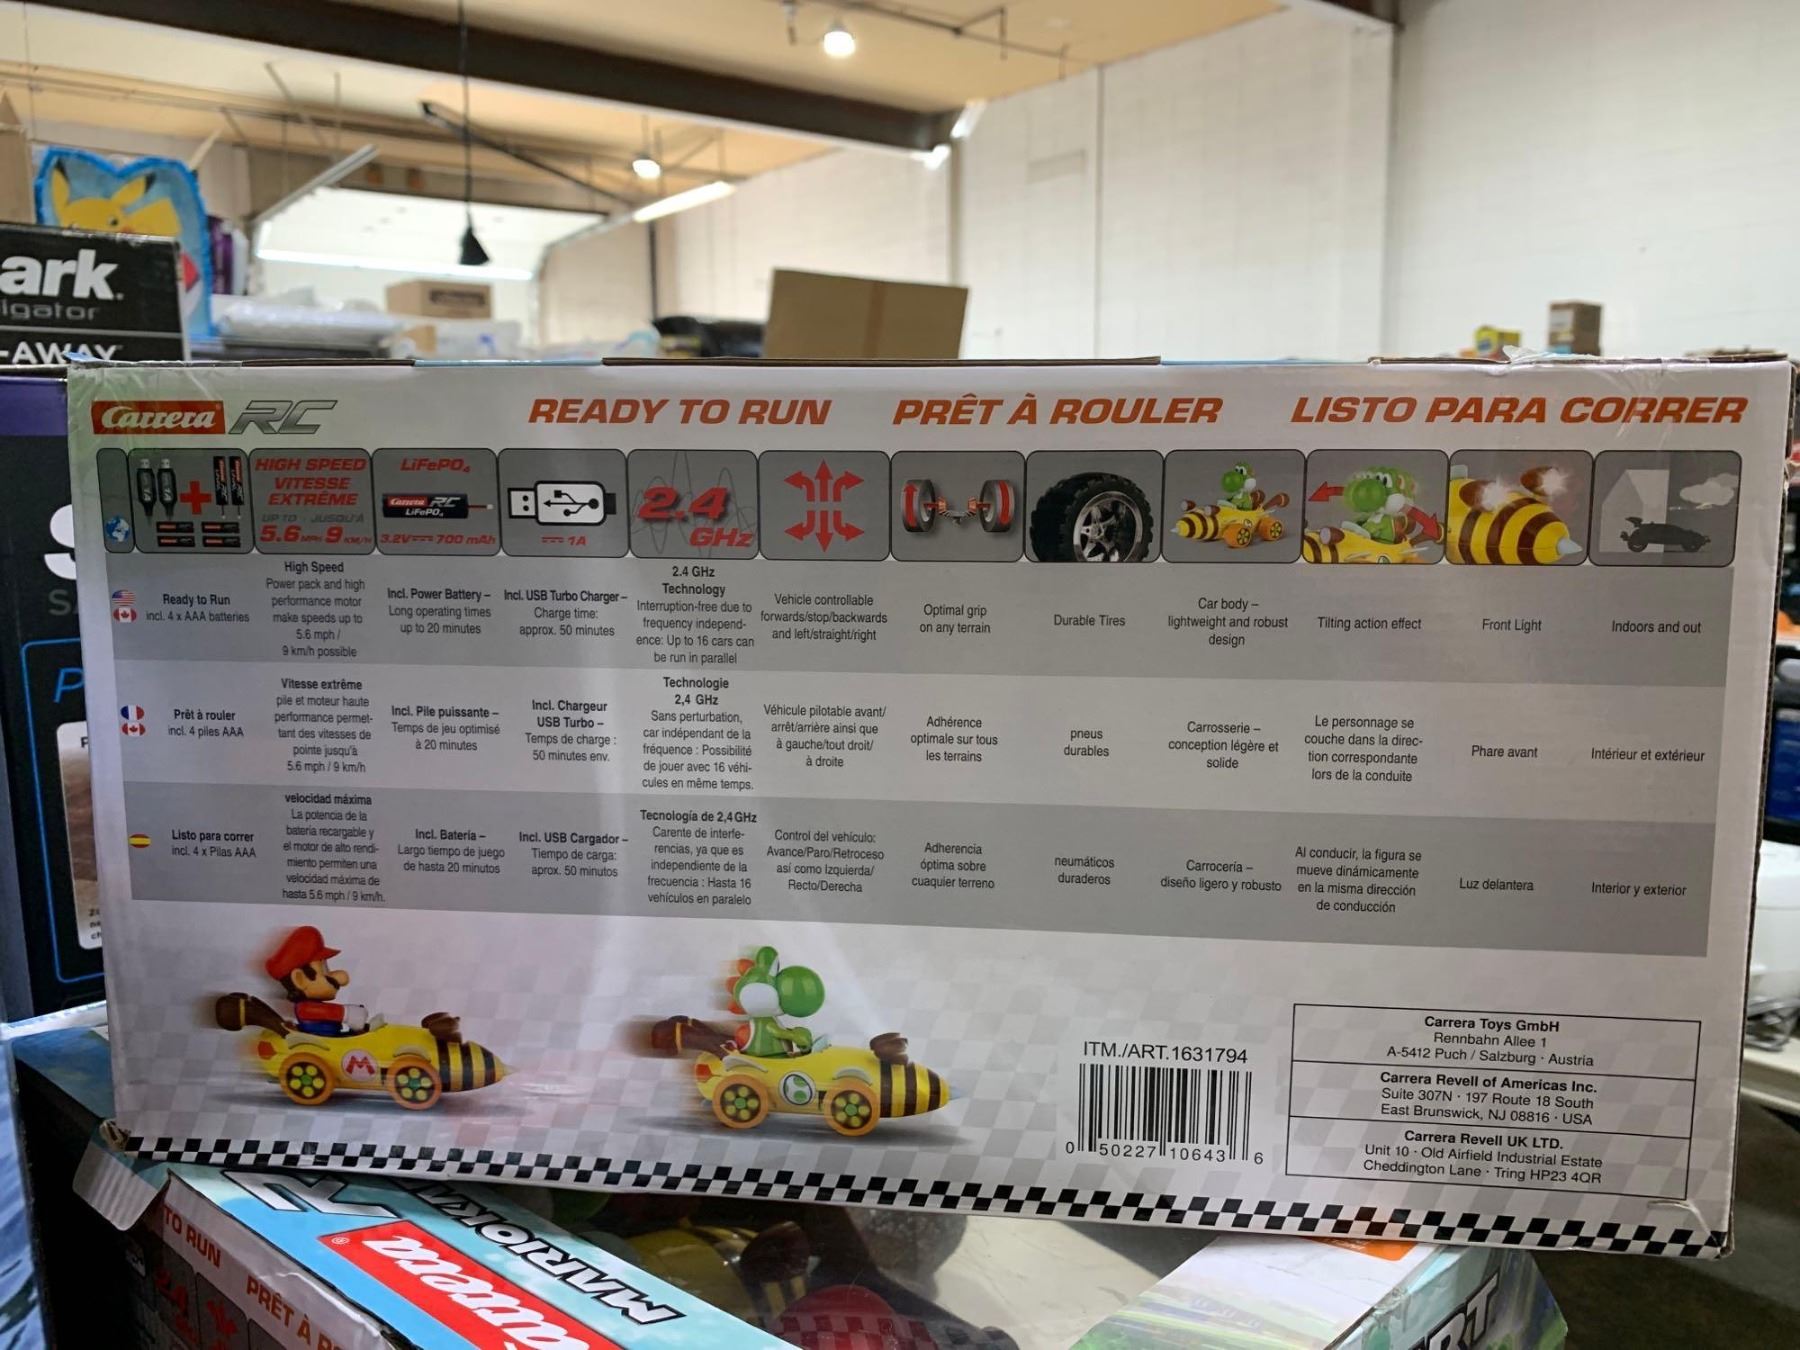 ark
igator
-AWAY
Carrera RC
READY TO RUN
PRÊT À ROULER
LISTO PARA CORRER
HIGH SPEED
VITESSE
EXTRÊME
UP TO · JUSQU'À
5.6 MPH 9 KM/H
LiFePO₄
Carrera RC
LiFePO₄
3.2V 700 mAh
1A
2.4
GHz
Ready to Run
incl. 4 x AAA batteries
High Speed
Power pack and high
performance motor
make speeds up to
5.6 mph /
9 km/h possible
Incl. Power Battery –
Long operating times
up to 20 minutes
Incl. USB Turbo Charger –
Charge time:
approx. 50 minutes
2.4 GHz
Technology
Interruption-free due to
frequency independ-
ence: Up to 16 cars can
be run in parallel
Vehicle controllable
forwards/stop/backwards
and left/straight/right
Optimal grip
on any terrain
Durable Tires
Car body –
lightweight and robust
design
Tilting action effect
Front Light
Indoors and out
Prêt à rouler
incl. 4 piles AAA
Vitesse extrême
pile et moteur haute
performance permet-
tant des vitesses de
pointe jusqu'à
5.6 mph / 9 km/h
Incl. Pile puissante –
Temps de jeu optimisé
à 20 minutes
Incl. Chargeur
USB Turbo –
Temps de charge :
50 minutes env.
Technologie
2,4 GHz
Sans perturbation,
car indépendant de la
fréquence : Possibilité
de jouer avec 16 véhi-
cules en même temps.
Véhicule pilotable avant/
arrêt/arrière ainsi que
à gauche/tout droit/
à droite
Adhérence
optimale sur tous
les terrains
pneus
durables
Carrosserie –
conception légère et
solide
Le personnage se
couche dans la direc-
tion correspondante
lors de la conduite
Phare avant
Intérieur et extérieur
Listo para correr
incl. 4 x Pilas AAA
velocidad máxima
La potencia de la
batería recargable y
el motor de alto rendi-
miento permiten una
velocidad máxima de
hasta 5.6 mph / 9 km/h.
Incl. Batería –
Largo tiempo de juego
de hasta 20 minutos
Incl. USB Cargador –
Tiempo de carga:
aprox. 50 minutos
Tecnología de 2,4 GHz
Carente de interfe-
rencias, ya que es
independiente de la
frecuencia : Hasta 16
vehículos en paralelo
Control del vehículo:
Avance/Paro/Retroceso
así como Izquierda/
Recto/Derecha
Adherencia
óptima sobre
cuaquier terreno
neumáticos
duraderos
Carrocería –
diseño ligero y robusto
Al conducir, la figura se
mueve dinámicamente
en la misma dirección
de conducción
Luz delantera
Interior y exterior
M
ITM./ART.1631794
0 50227 10643 6
Carrera Toys GmbH
Rennbahn Allee 1
A-5412 Puch / Salzburg · Austria
Carrera Revell of Americas Inc.
Suite 307N · 197 Route 18 South
East Brunswick, NJ 08816 · USA
Carrera Revell UK LTD.
Unit 10 · Old Airfield Industrial Estate
Cheddington Lane · Tring HP23 4QR
TO RUN
PRÊT À R
MARIOK
arrera
RT